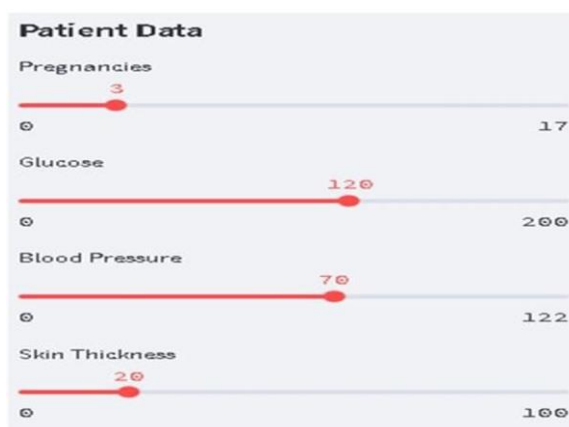 Patient Data
Pregnancies
3
0 17
Glucose
120
0 200
Blood Pressure
70
0 122
Skin Thickness
20
0 100